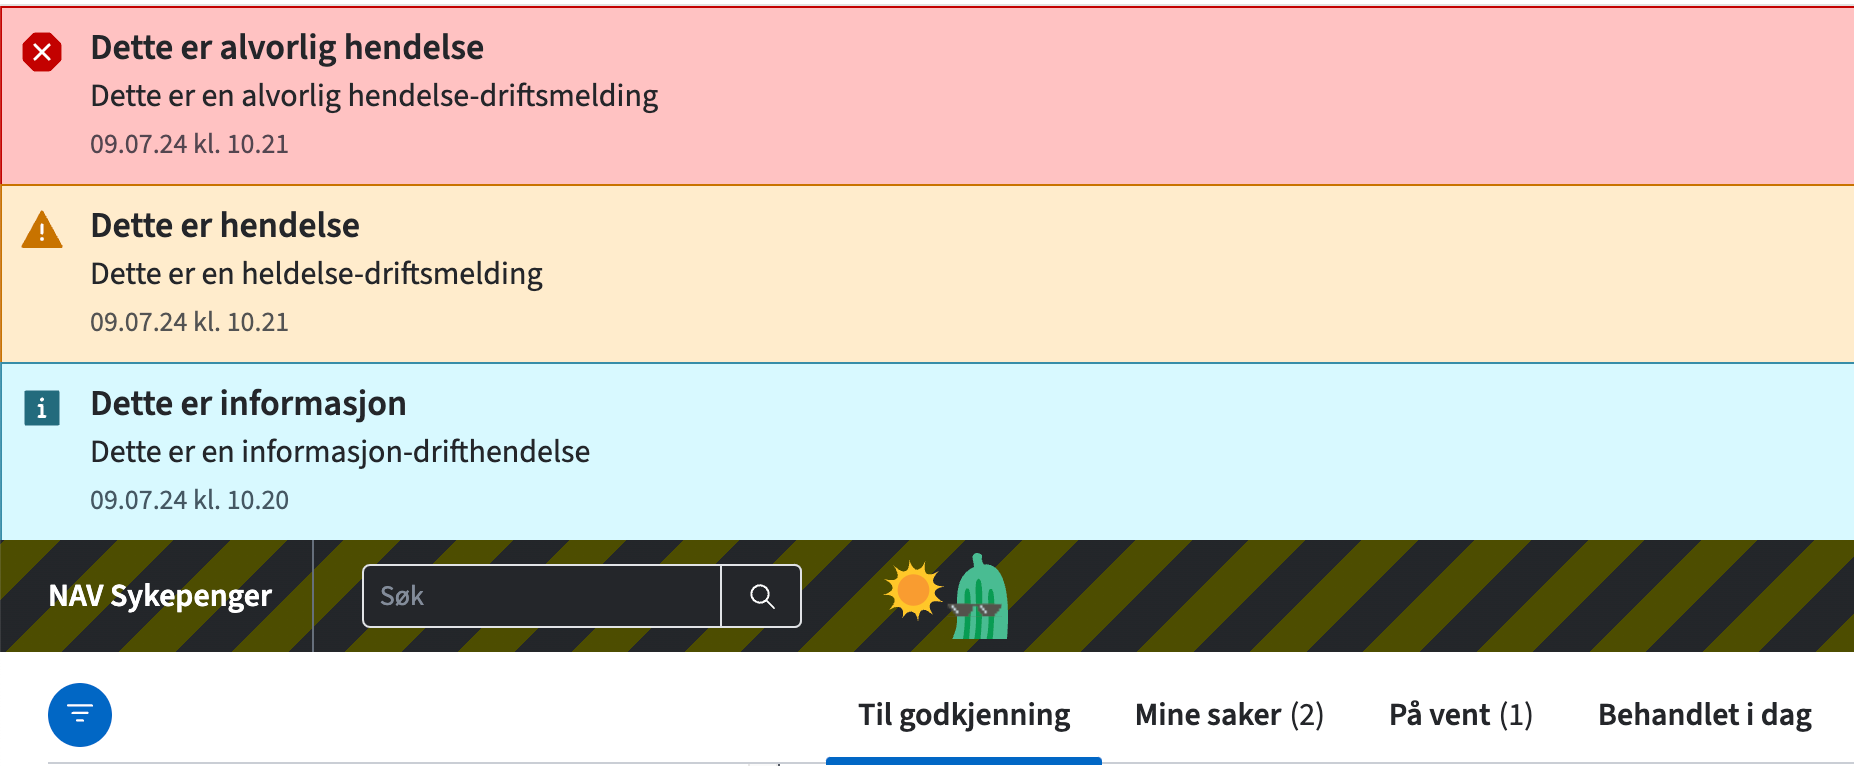 Dette er alvorlig hendelse
Dette er en alvorlig hendelse-driftsmelding
09.07.24 kl. 10.21
Dette er hendelse
Dette er en heldelse-driftsmelding
09.07.24 kl. 10.21
Dette er informasjon
Dette er en informasjon-drifthendelse
09.07.24 kl. 10.20
NAV Sykepenger
Søk
Til godkjenning Mine saker (2) På vent (1) Behandlet i dag